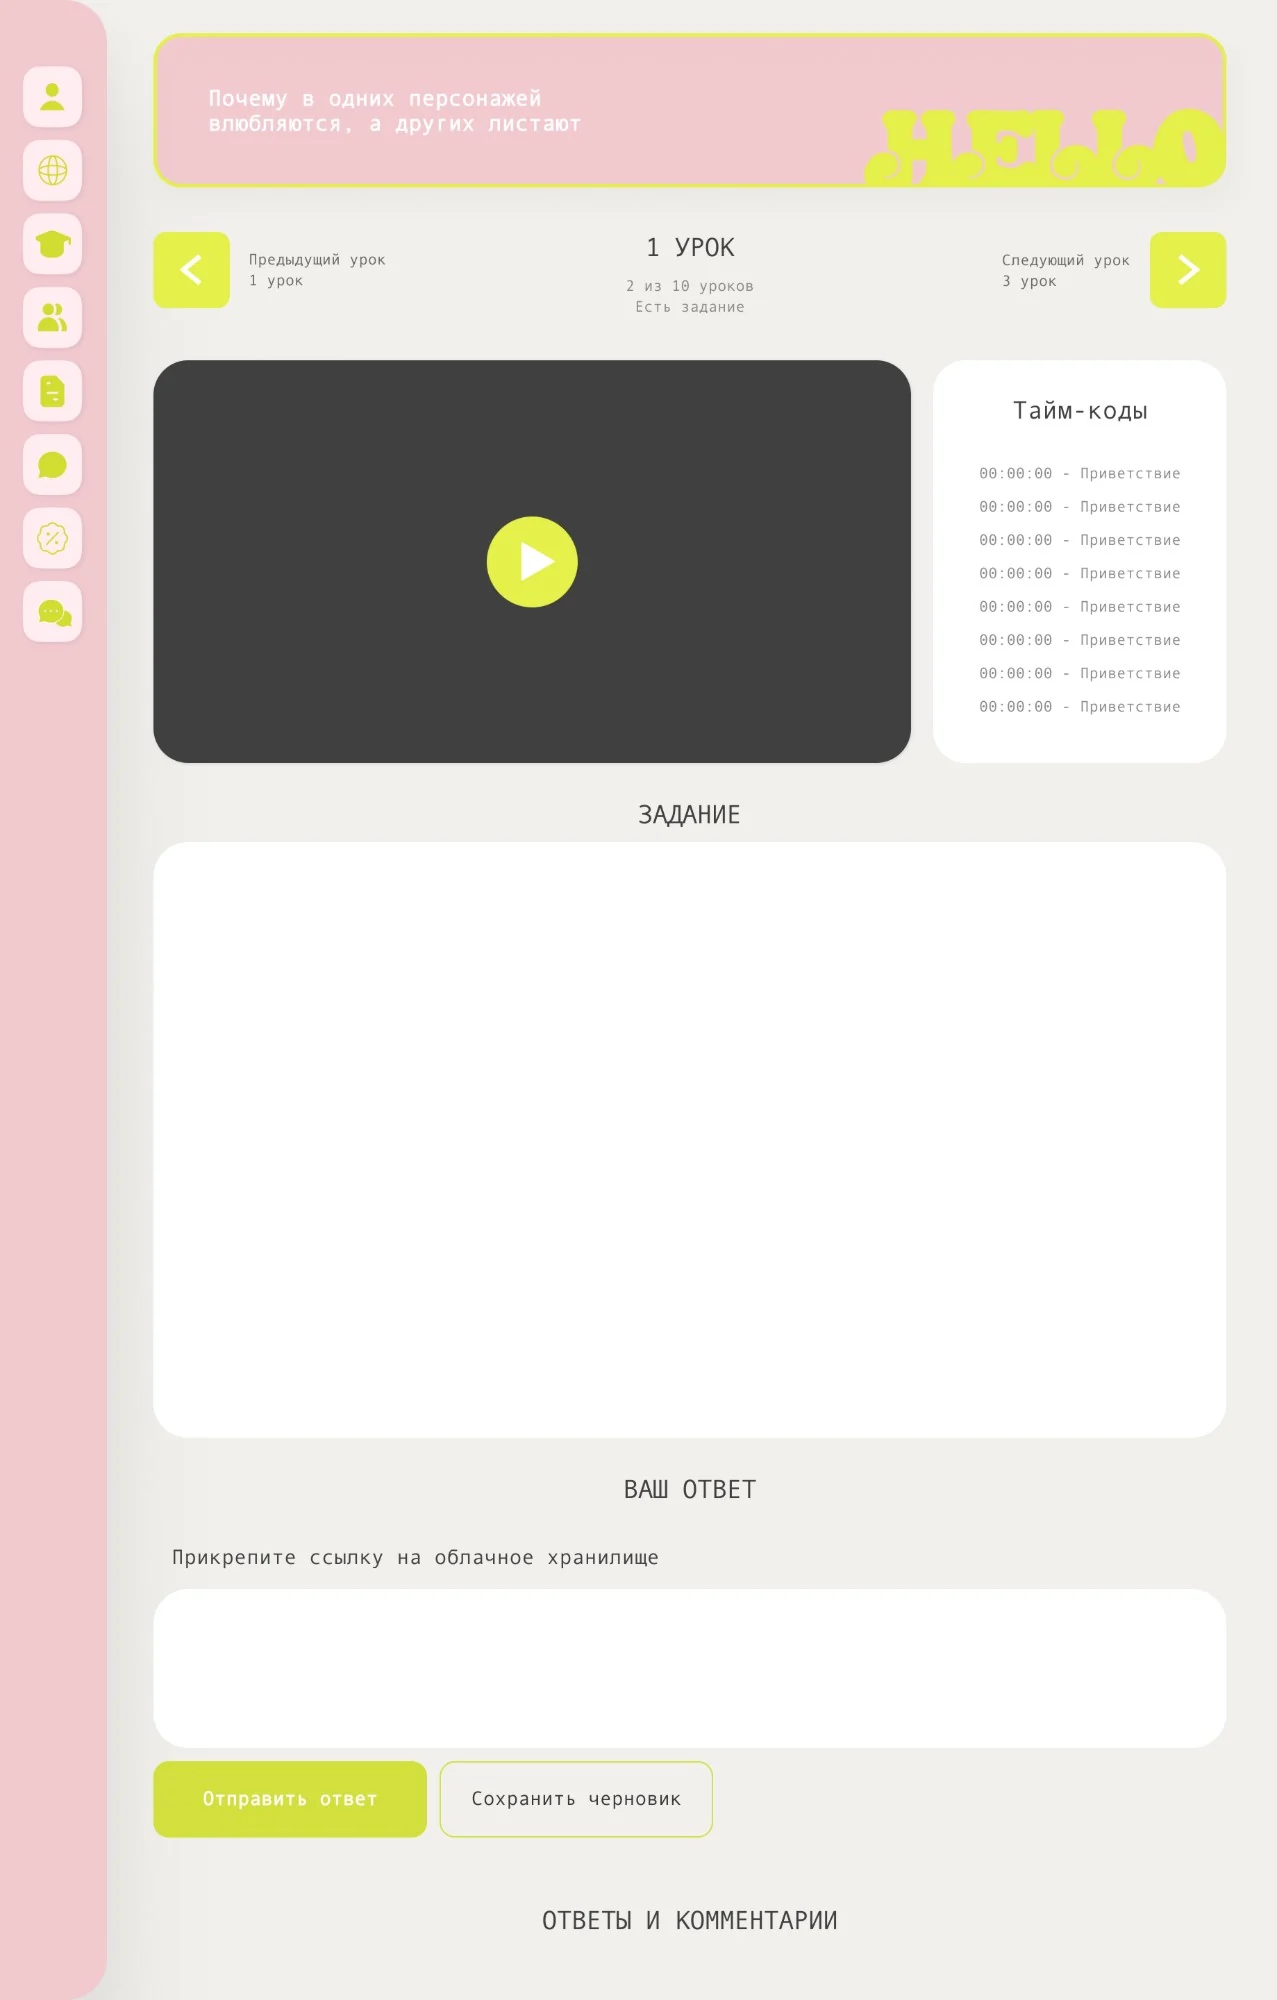 Почему в одних персонажей
влюбляются, а других листают
HELLO
Предыдущий урок
1 урок
1 УРОК
2 из 10 уроков
Есть задание
Следующий урок
3 урок
Тайм-коды
00:00:00 - Приветствие
00:00:00 - Приветствие
00:00:00 - Приветствие
00:00:00 - Приветствие
00:00:00 - Приветствие
00:00:00 - Приветствие
00:00:00 - Приветствие
00:00:00 - Приветствие
ЗАДАНИЕ
ВАШ ОТВЕТ
Прикрепите ссылку на облачное хранилище
Отправить ответ
Сохранить черновик
ОТВЕТЫ И КОММЕНТАРИИ